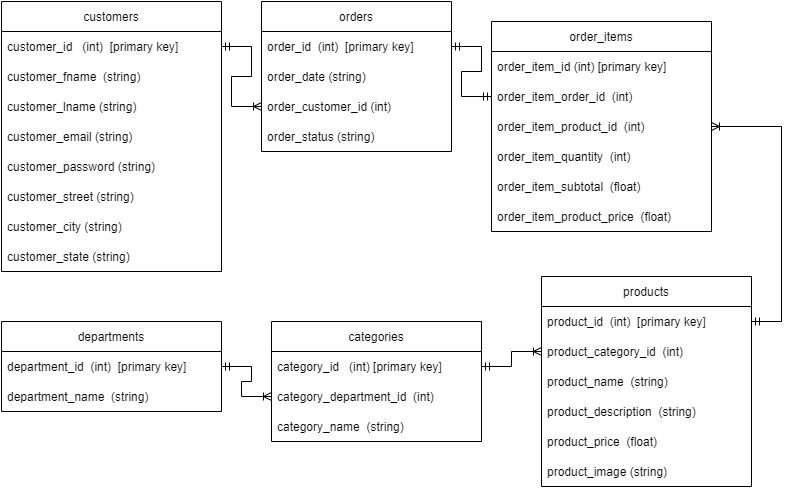 customers
customer_id (int) [primary key]
customer_fname (string)
customer_lname (string)
customer_email (string)
customer_password (string)
customer_street (string)
customer_city (string)
customer_state (string)
orders
order_id (int) [primary key]
order_date (string)
order_customer_id (int)
order_status (string)
order_items
order_item_id (int) [primary key]
order_item_order_id (int)
order_item_product_id (int)
order_item_quantity (int)
order_item_subtotal (float)
order_item_product_price (float)
departments
department_id (int) [primary key]
department_name (string)
categories
category_id (int) [primary key]
category_department_id (int)
category_name (string)
products
product_id (int) [primary key]
product_category_id (int)
product_name (string)
product_description (string)
product_price (float)
product_image (string)